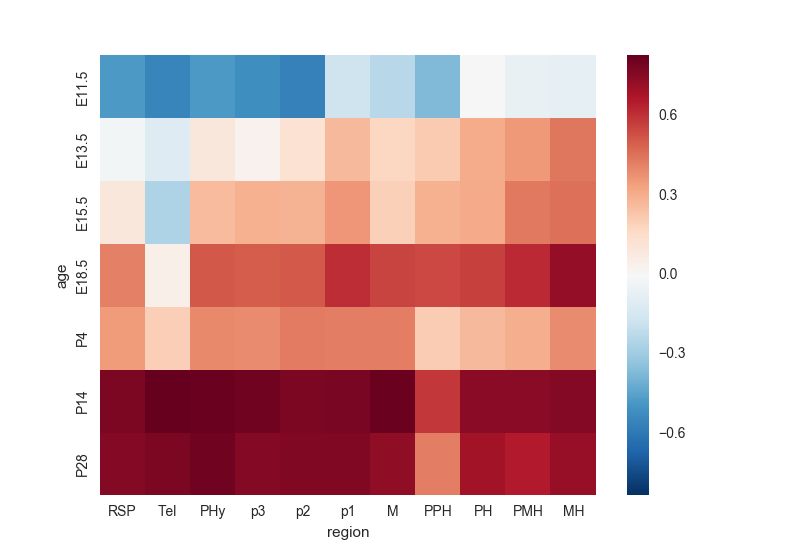 E11.5
E13.5
E15.5
E18.5
P4
P14
P28
age
RSP Tel PHy p3 p2 p1 M PPH PH PMH MH
region
0.6
0.3
0.0
−0.3
−0.6